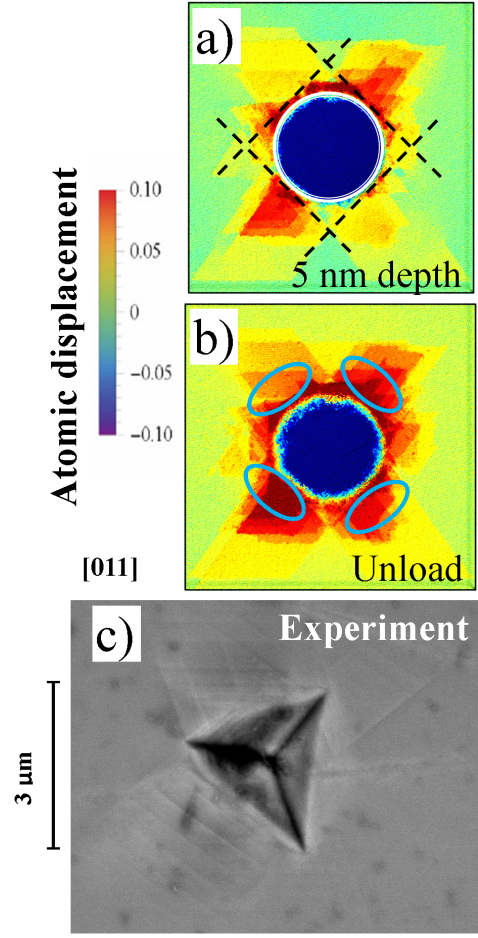 a)
5 nm depth
Atomic displacement
0.10
0.05
0
−0.05
−0.10
b)
Unload
[011]
c)
Experiment
3 μm